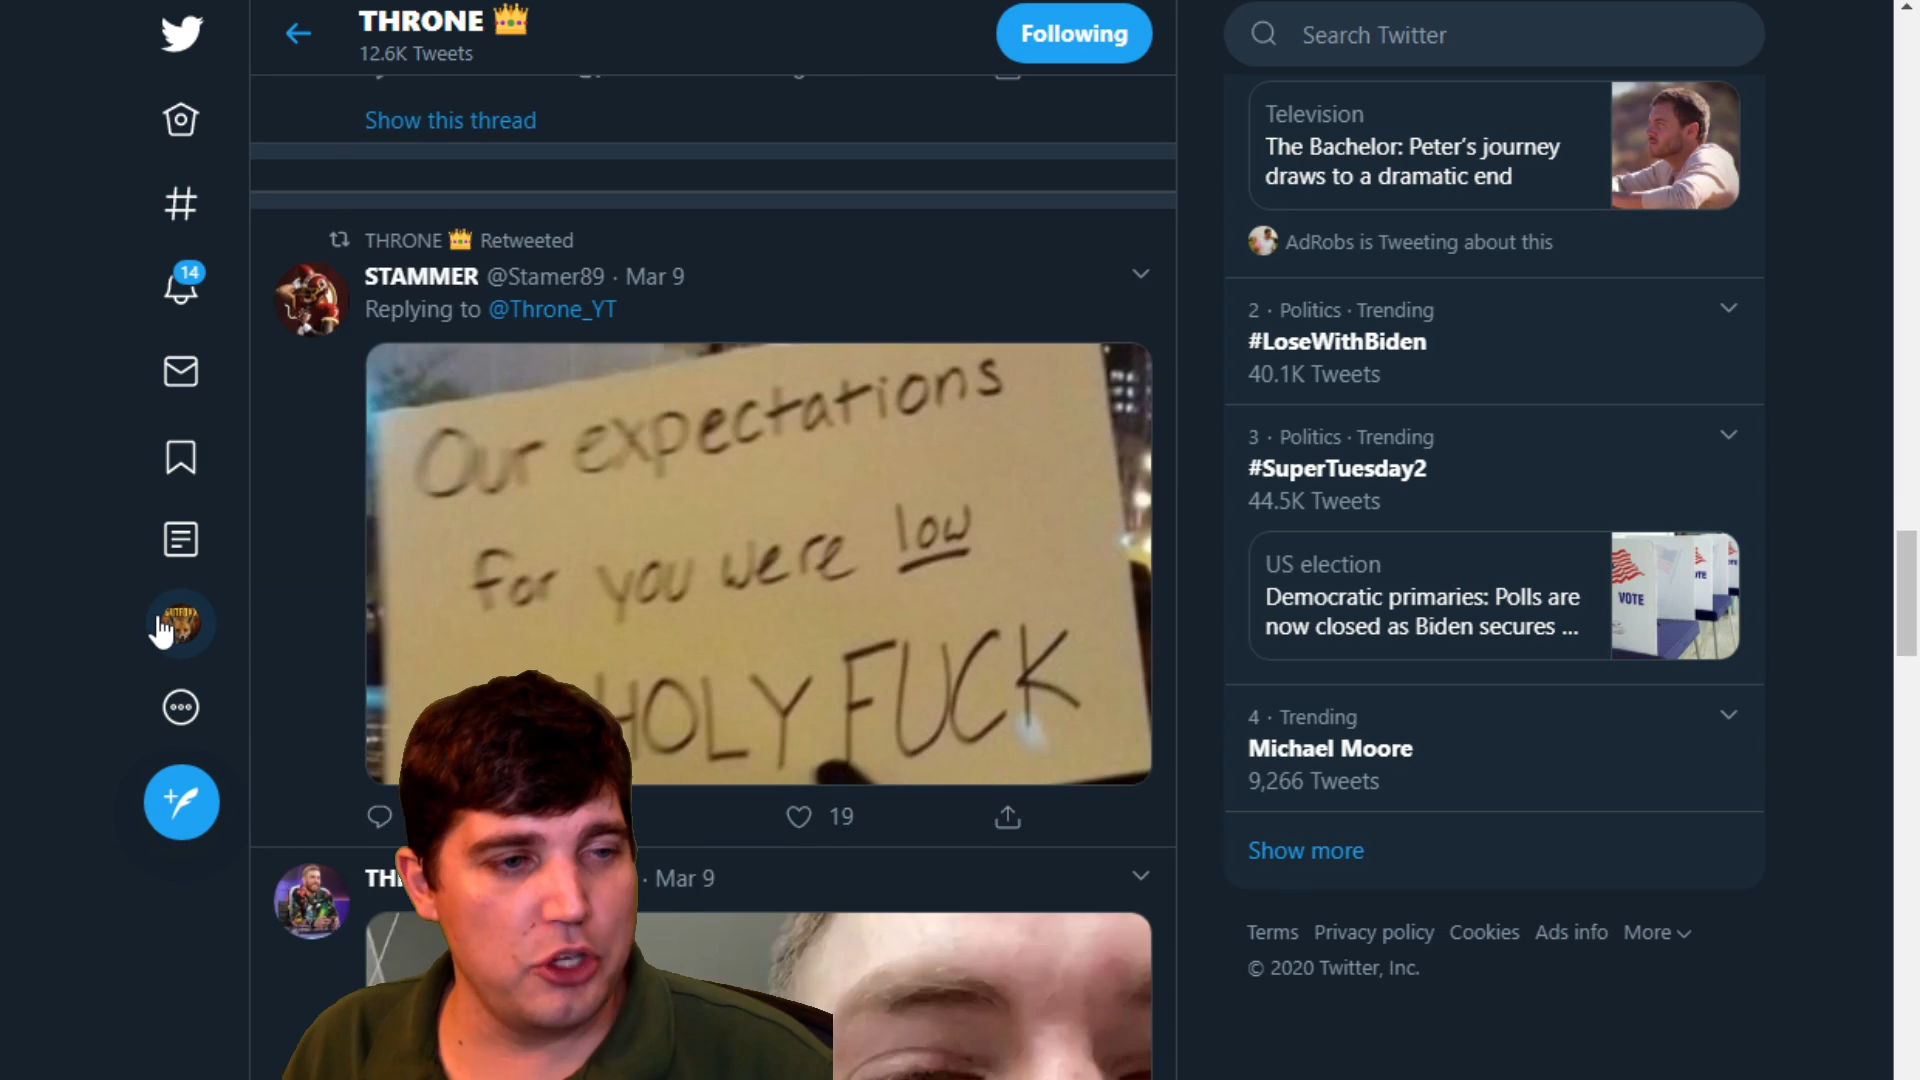 THRONE 👑
12.6K Tweets
Following
Search Twitter
Show this thread
Television
The Bachelor: Peter's journey
draws to a dramatic end
AdRobs is Tweeting about this
THRONE 👑 Retweeted
STAMMER @Stamer89 · Mar 9
Replying to @Throne_YT
Our expectations
for you were low
HOLY FUCK
19
· Mar 9
14
2 · Politics · Trending
#LoseWithBiden
40.1K Tweets
3 · Politics · Trending
#SuperTuesday2
44.5K Tweets
US election
Democratic primaries: Polls are
now closed as Biden secures ...
VOTE
4 · Trending
Michael Moore
9,266 Tweets
Show more
Terms Privacy policy Cookies Ads info More
© 2020 Twitter, Inc.